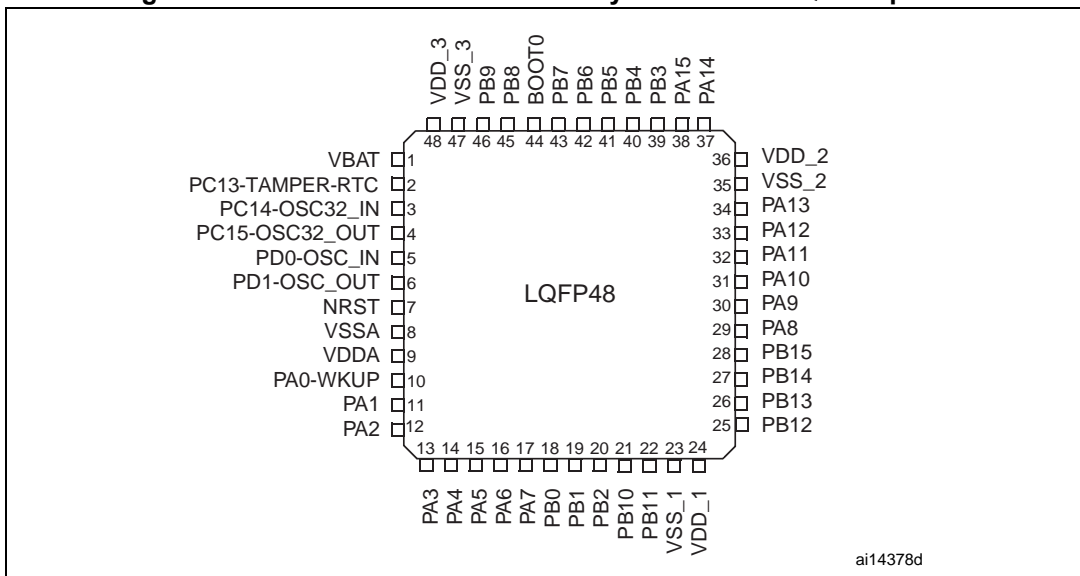 VDD_3
VSS_3
PB9
PB8
BOOT0
PB7
PB6
PB5
PB4
PB3
PA15
PA14
48 47 46 45 44 43 42 41 40 39 38 37
VBAT 1
PC13-TAMPER-RTC 2
PC14-OSC32_IN 3
PC15-OSC32_OUT 4
PD0-OSC_IN 5
PD1-OSC_OUT 6
NRST 7
VSSA 8
VDDA 9
PA0-WKUP 10
PA1 11
PA2 12
LQFP48
36 VDD_2
35 VSS_2
34 PA13
33 PA12
32 PA11
31 PA10
30 PA9
29 PA8
28 PB15
27 PB14
26 PB13
25 PB12
13 14 15 16 17 18 19 20 21 22 23 24
PA3
PA4
PA5
PA6
PA7
PB0
PB1
PB2
PB10
PB11
VSS_1
VDD_1
ai14378d